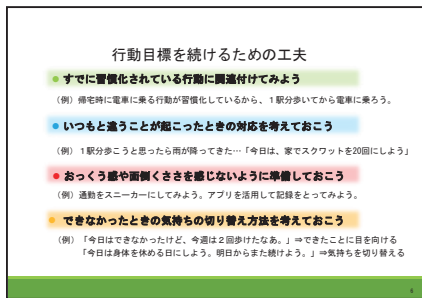 行動目標を続けるための工夫
● すでに習慣化されている行動に関連付けてみよう
（例）帰宅時に電車に乗る行動が習慣化しているから、１駅分歩いてから電車に乗ろう。
● いつもと違うことが起こったときの対応を考えておこう
（例）１駅分歩こうと思ったら雨が降ってきた…「今日は、家でスクワットを20回にしよう」
● おっくう感や面倒くささを感じないように準備しておこう
（例）通勤をスニーカーにしてみよう。アプリを活用して記録をとってみよう。
● できなかったときの気持ちの切り替え方法を考えておこう
（例）「今日はできなかったけど、今週は２回歩けたなあ。」⇒できたことに目を向ける
「今日は身体を休める日にしよう。明日からまた続けよう。」⇒気持ちを切り替える